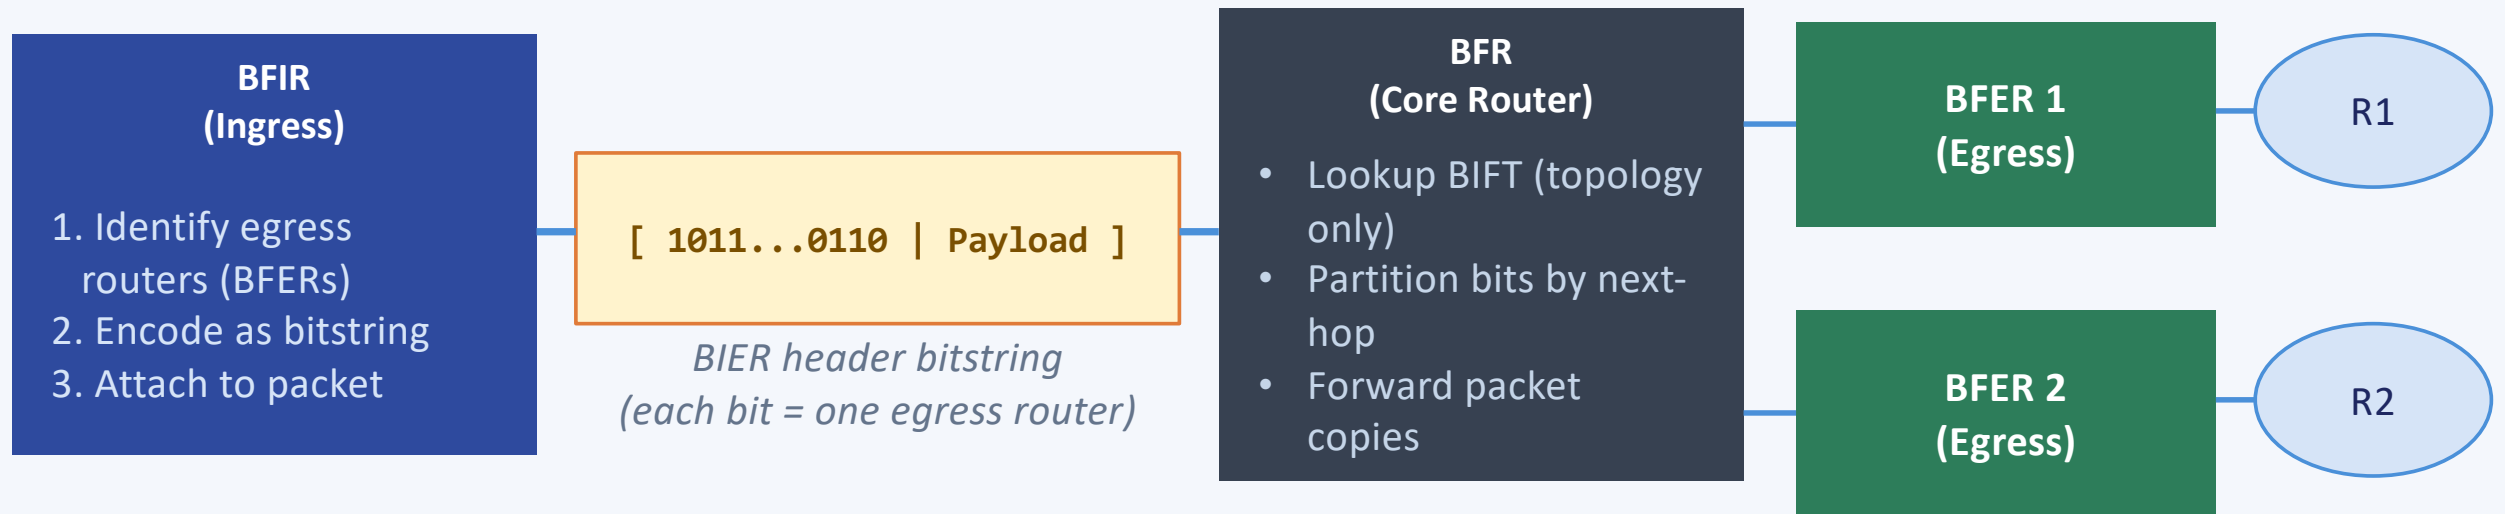 BFIR
(Ingress)
1. Identify egress
routers (BFERs)
2. Encode as bitstring
3. Attach to packet
[ 1011...0110 | Payload ]
BIER header bitstring
(each bit = one egress router)
BFR
(Core Router)
• Lookup BIFT (topology
only)
• Partition bits by next-
hop
• Forward packet
copies
BFER 1
(Egress)
R1
BFER 2
(Egress)
R2